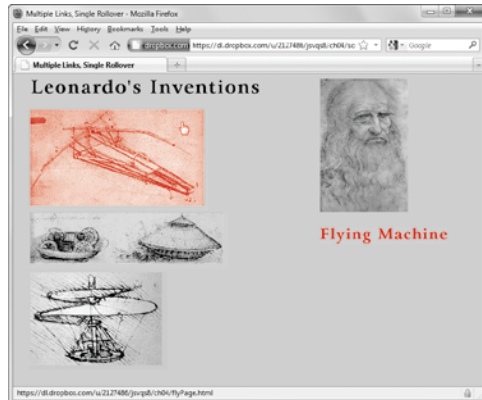 Multiple Links, Single Rollover - Mozilla Firefox
File Edit View History Bookmarks Tools Help
dropbox.com https://dl.dropbox.com/u/2127486/jsvqs8/ch04/sc
Google
Multiple Links, Single Rollover
Leonardo's Inventions
Flying Machine
https://dl.dropbox.com/u/2127486/jsvqs8/ch04/flyPage.html